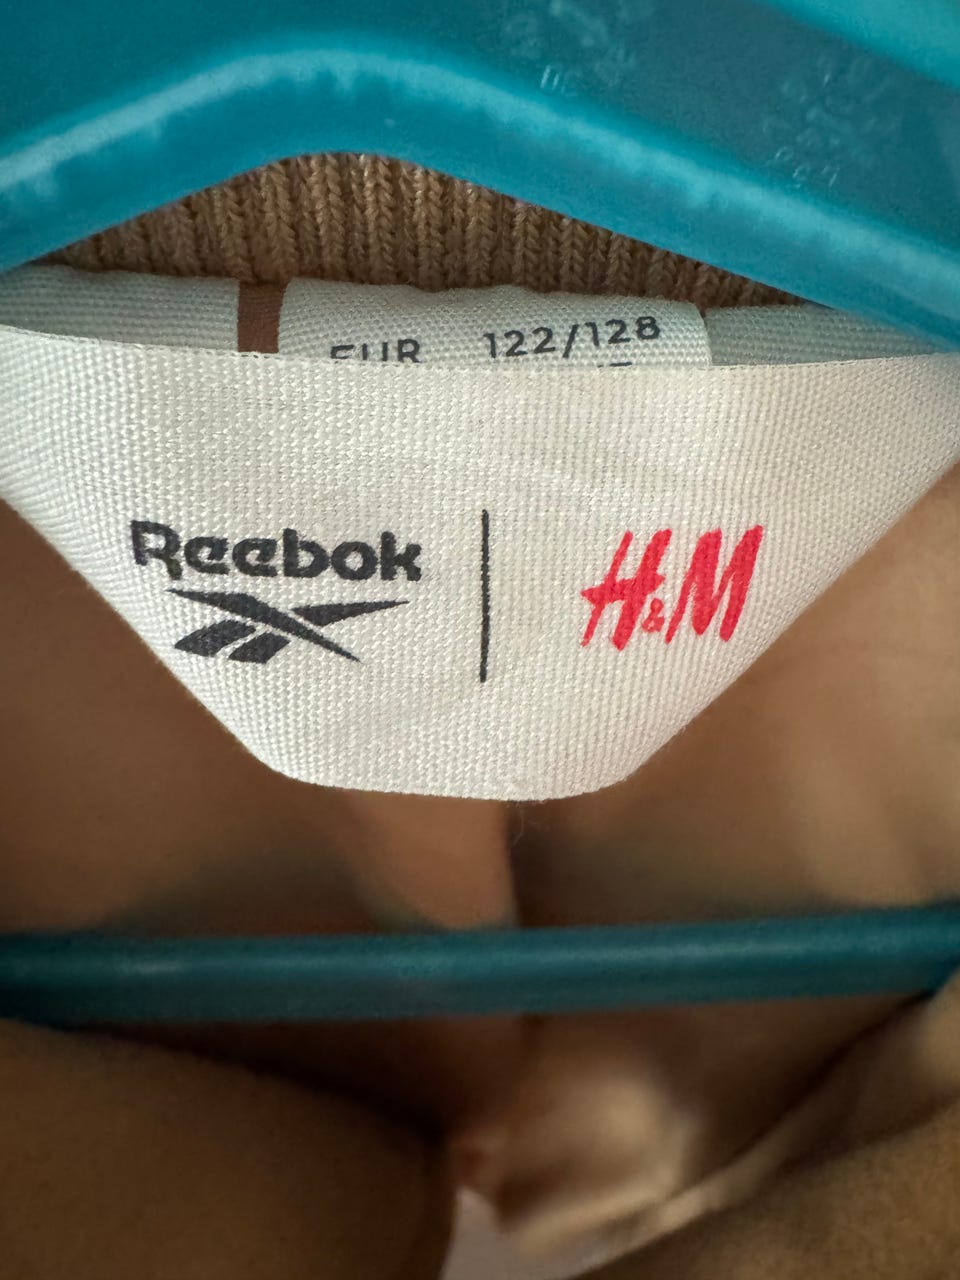 EUR 122/128
Reebok | H&M